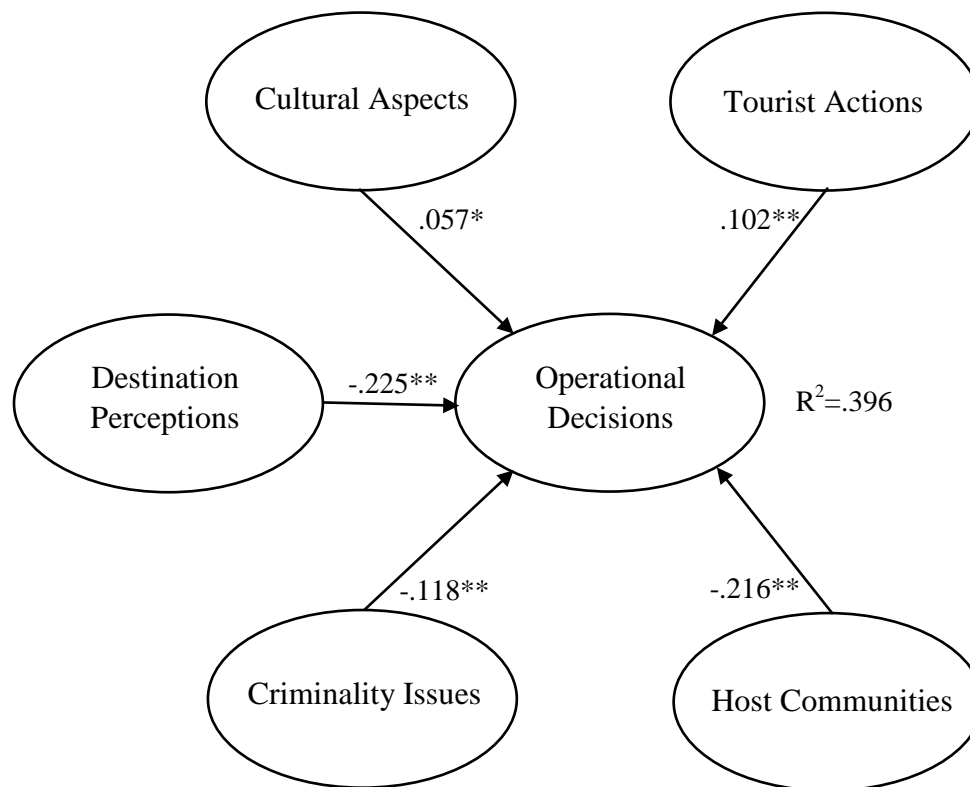 Cultural Aspects
Tourist Actions
.057*
.102**
Destination
Perceptions
-.225**
Operational
Decisions
R²=.396
-.118**
-.216**
Criminality Issues
Host Communities